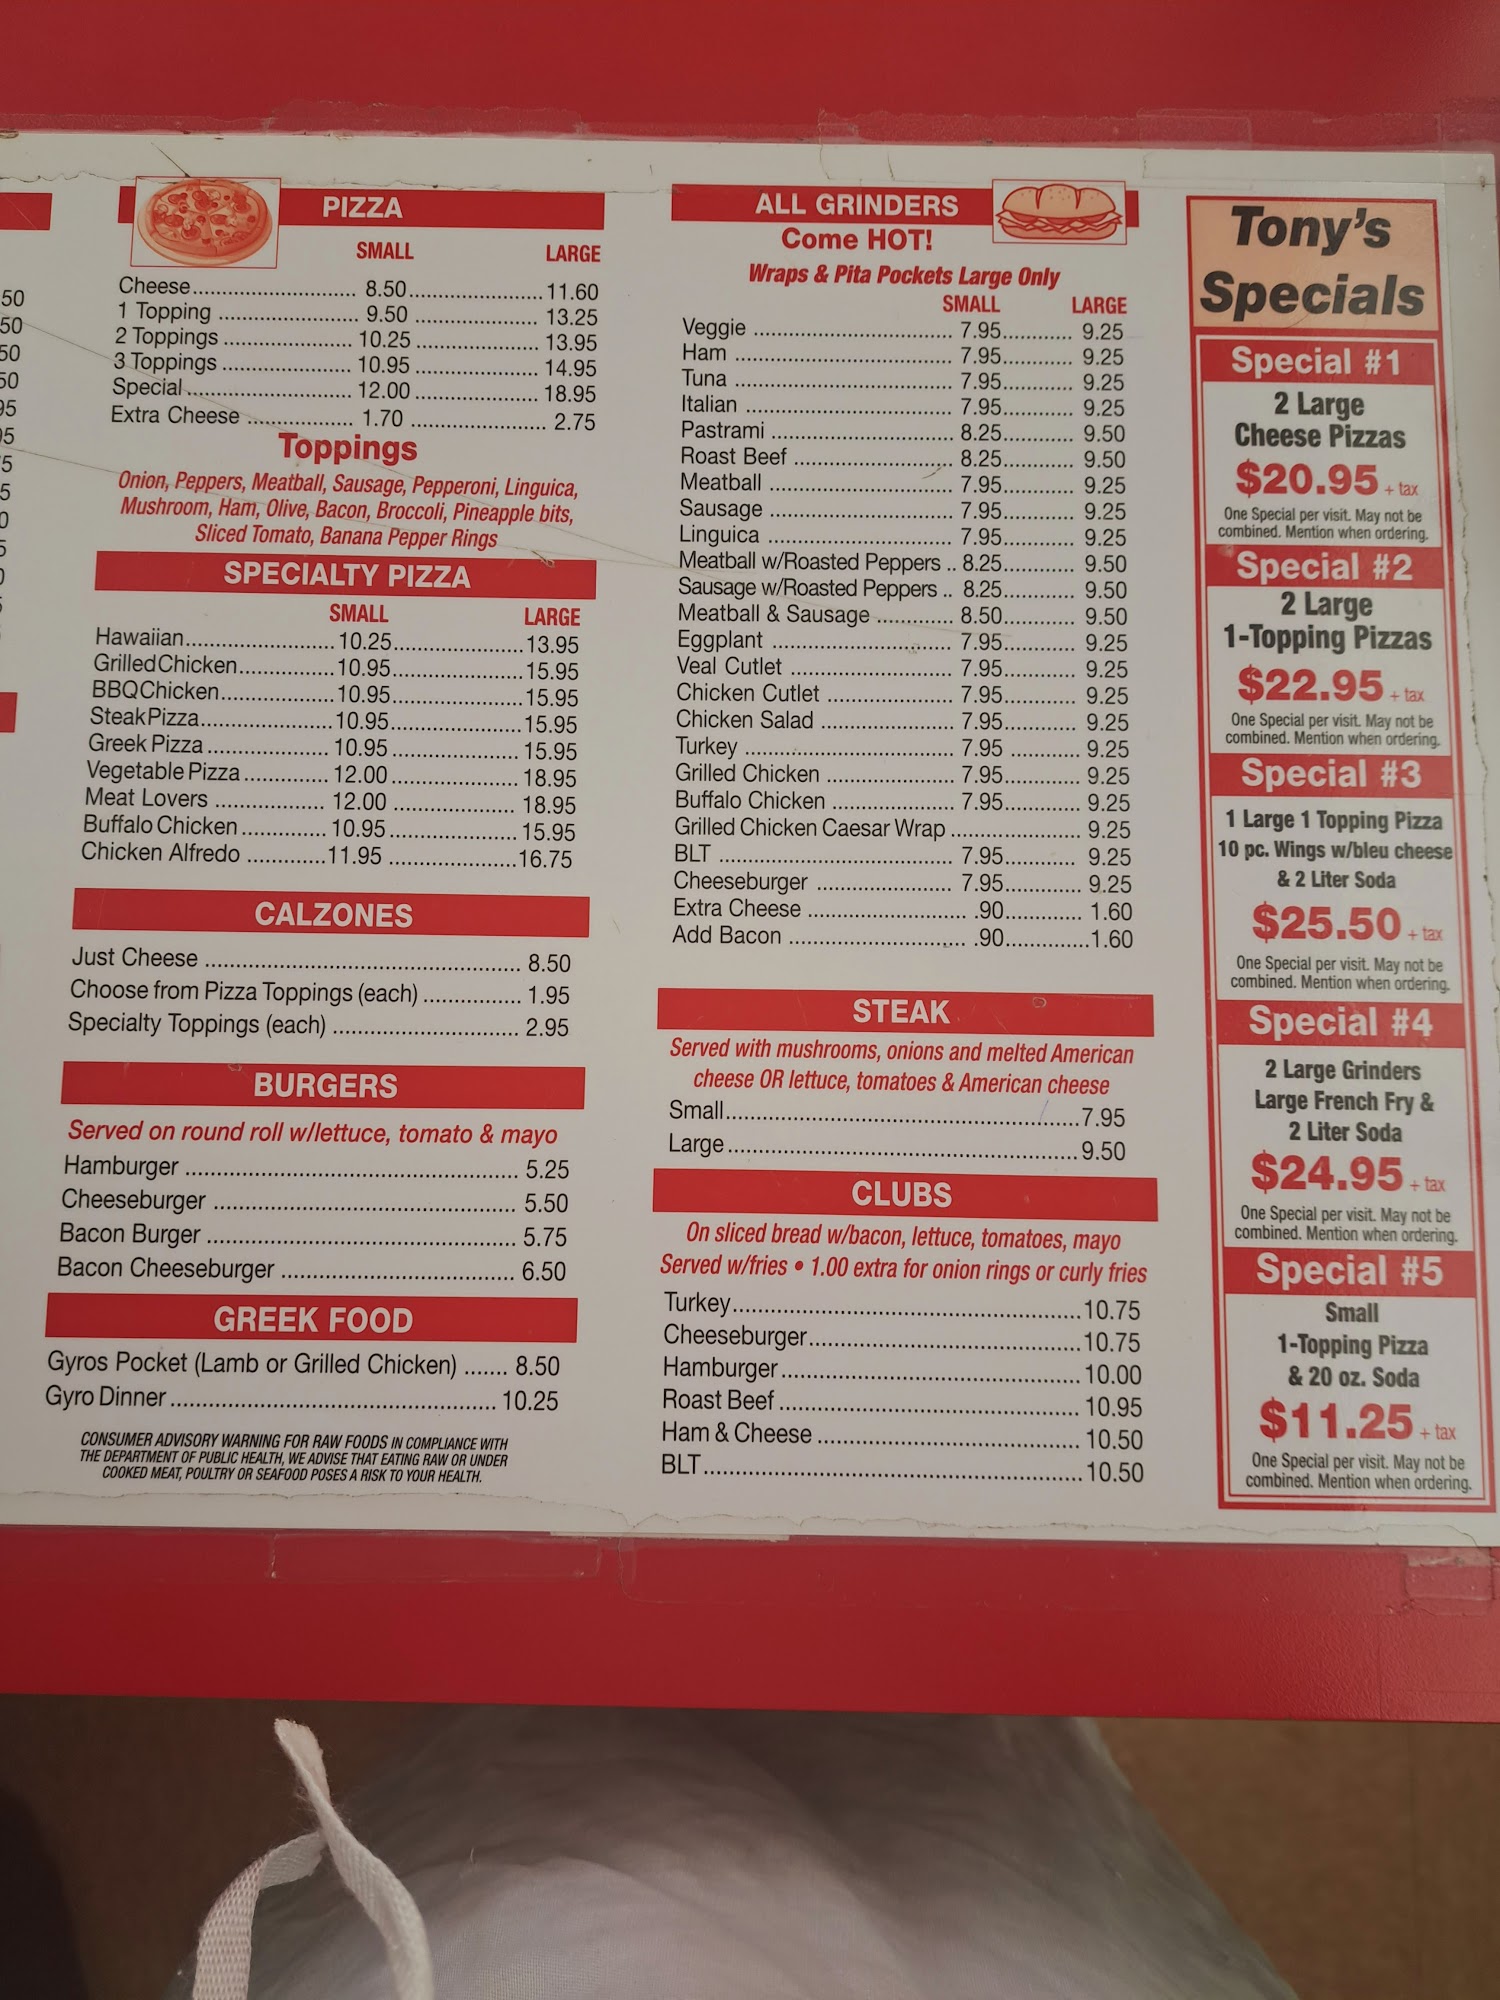 50
50
50
50
95
95
PIZZA
SMALL LARGE
Cheese 8.50 11.60
1 Topping 9.50 13.25
2 Toppings 10.25 13.95
3 Toppings 10.95 14.95
Special 12.00 18.95
Extra Cheese 1.70 2.75
Toppings
Onion, Peppers, Meatball, Sausage, Pepperoni, Linguica,
Mushroom, Ham, Olive, Bacon, Broccoli, Pineapple bits,
Sliced Tomato, Banana Pepper Rings
SPECIALTY PIZZA
SMALL LARGE
Hawaiian 10.25 13.95
Grilled Chicken 10.95 15.95
BBQ Chicken 10.95 15.95
Steak Pizza 10.95 15.95
Greek Pizza 10.95 15.95
Vegetable Pizza 12.00 18.95
Meat Lovers 12.00 18.95
Buffalo Chicken 10.95 15.95
Chicken Alfredo 11.95 16.75
CALZONES
Just Cheese 8.50
Choose from Pizza Toppings (each) 1.95
Specialty Toppings (each) 2.95
BURGERS
Served on round roll w/lettuce, tomato & mayo
Hamburger 5.25
Cheeseburger 5.50
Bacon Burger 5.75
Bacon Cheeseburger 6.50
GREEK FOOD
Gyros Pocket (Lamb or Grilled Chicken) 8.50
Gyro Dinner 10.25
CONSUMER ADVISORY WARNING FOR RAW FOODS IN COMPLIANCE WITH
THE DEPARTMENT OF PUBLIC HEALTH, WE ADVISE THAT EATING RAW OR UNDER
COOKED MEAT, POULTRY OR SEAFOOD POSES A RISK TO YOUR HEALTH.
ALL GRINDERS
Come HOT!
Wraps & Pita Pockets Large Only
SMALL LARGE
Veggie 7.95 9.25
Ham 7.95 9.25
Tuna 7.95 9.25
Italian 7.95 9.25
Pastrami 8.25 9.50
Roast Beef 8.25 9.50
Meatball 7.95 9.25
Sausage 7.95 9.25
Linguica 7.95 9.25
Meatball w/Roasted Peppers 8.25 9.50
Sausage w/Roasted Peppers 8.25 9.50
Meatball & Sausage 8.50 9.50
Eggplant 7.95 9.25
Veal Cutlet 7.95 9.25
Chicken Cutlet 7.95 9.25
Chicken Salad 7.95 9.25
Turkey 7.95 9.25
Grilled Chicken 7.95 9.25
Buffalo Chicken 7.95 9.25
Grilled Chicken Caesar Wrap 9.25
BLT 7.95 9.25
Cheeseburger 7.95 9.25
Extra Cheese .90 1.60
Add Bacon .90 1.60
STEAK
Served with mushrooms, onions and melted American
cheese OR lettuce, tomatoes & American cheese
Small 7.95
Large 9.50
CLUBS
On sliced bread w/bacon, lettuce, tomatoes, mayo
Served w/fries • 1.00 extra for onion rings or curly fries
Turkey 10.75
Cheeseburger 10.75
Hamburger 10.00
Roast Beef 10.95
Ham & Cheese 10.50
BLT 10.50
Tony's
Specials
Special #1
2 Large
Cheese Pizzas
$20.95 + tax
One Special per visit. May not be
combined. Mention when ordering.
Special #2
2 Large
1-Topping Pizzas
$22.95 + tax
One Special per visit. May not be
combined. Mention when ordering.
Special #3
1 Large 1 Topping Pizza
10 pc. Wings w/bleu cheese
& 2 Liter Soda
$25.50 + tax
One Special per visit. May not be
combined. Mention when ordering.
Special #4
2 Large Grinders
Large French Fry &
2 Liter Soda
$24.95 + tax
One Special per visit. May not be
combined. Mention when ordering.
Special #5
Small
1-Topping Pizza
& 20 oz. Soda
$11.25 + tax
One Special per visit. May not be
combined. Mention when ordering.